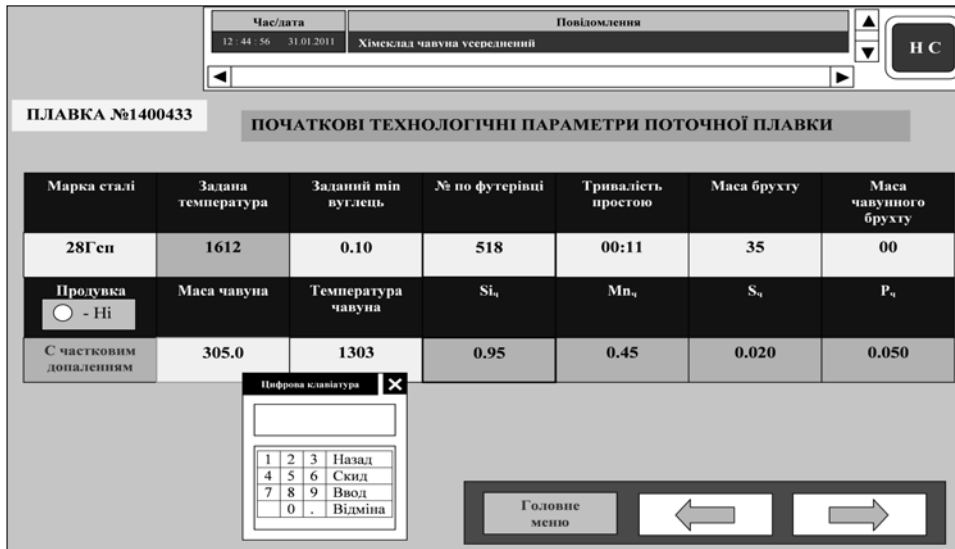 Час/дата
Повідомлення
12 : 44 : 56 31.01.2011
Хімсклад чавуна усереднений
Н С
ПЛАВКА №1400433
ПОЧАТКОВІ ТЕХНОЛОГІЧНІ ПАРАМЕТРИ ПОТОЧНОЇ ПЛАВКИ
Марка сталі
Задана
температура
Заданий min
вуглець
№ по футерівці
Тривалість
простою
Маса брухту
Маса
чавунного
брухту
28Гсп
1612
0.10
518
00:11
35
00
Продувка
- Ні
Маса чавуна
Температура
чавуна
Siч
Mnч
Sч
Pч
С частковим
допаленням
305.0
1303
0.95
0.45
0.020
0.050
Цифрова клавіатура
1 2 3 Назад
4 5 6 Скид
7 8 9 Ввод
0 . Відміна
Головне
меню